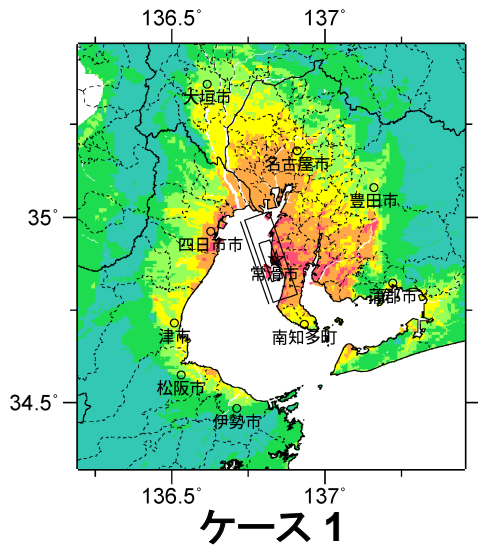 136.5° 137°
大垣市
名古屋市
豊田市
35°
四日市市
常滑市
蒲郡市
津市
南知多町
松阪市
34.5°
伊勢市
136.5° 137°
ケース 1